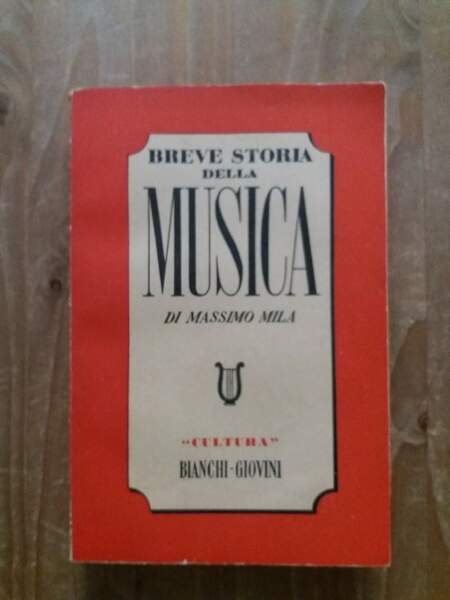 BREVE STORIA
DELLA
MUSICA
DI MASSIMO MILA
"CULTURA"
BIANCHI-GIOVINI